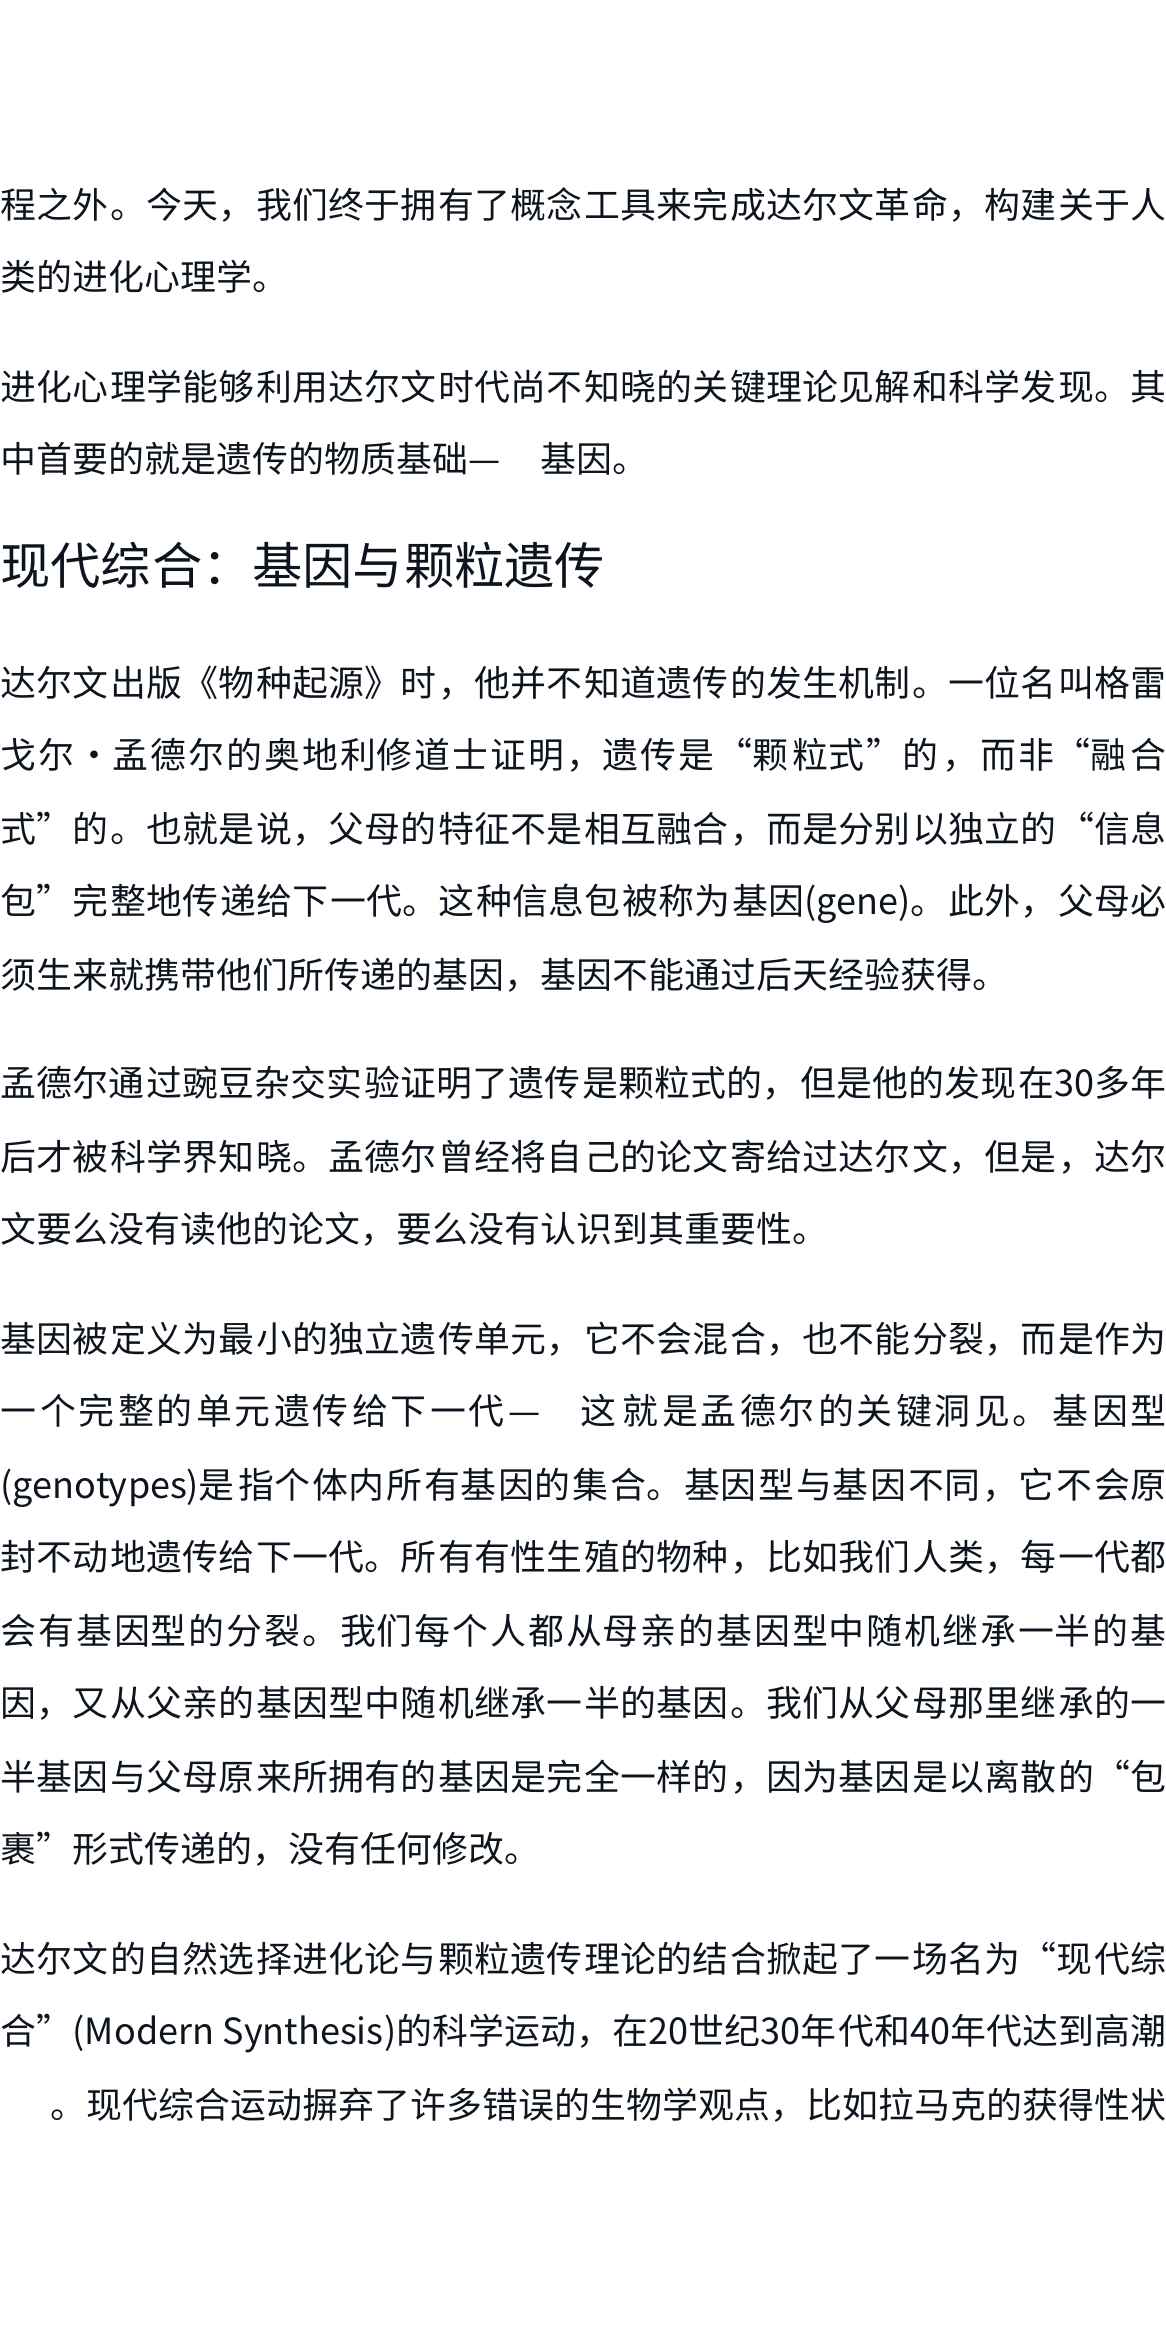 程之外。今天，我们终于拥有了概念工具来完成达尔文革命，构建关于人
类的进化心理学。
进化心理学能够利用达尔文时代尚不知晓的关键理论见解和科学发现。其
中首要的就是遗传的物质基础— 基因。
现代综合：基因与颗粒遗传
达尔文出版《物种起源》时，他并不知道遗传的发生机制。一位名叫格雷
戈尔·孟德尔的奥地利修道士证明，遗传是“颗粒式”的，而非“融合
式”的。也就是说，父母的特征不是相互融合，而是分别以独立的“信息
包”完整地传递给下一代。这种信息包被称为基因(gene)。此外，父母必
须生来就携带他们所传递的基因，基因不能通过后天经验获得。
孟德尔通过豌豆杂交实验证明了遗传是颗粒式的，但是他的发现在30多年
后才被科学界知晓。孟德尔曾经将自己的论文寄给过达尔文，但是，达尔
文要么没有读他的论文，要么没有认识到其重要性。
基因被定义为最小的独立遗传单元，它不会混合，也不能分裂，而是作为
一个完整的单元遗传给下一代— 这就是孟德尔的关键洞见。基因型
(genotypes)是指个体内所有基因的集合。基因型与基因不同，它不会原
封不动地遗传给下一代。所有有性生殖的物种，比如我们人类，每一代都
会有基因型的分裂。我们每个人都从母亲的基因型中随机继承一半的基
因，又从父亲的基因型中随机继承一半的基因。我们从父母那里继承的一
半基因与父母原来所拥有的基因是完全一样的，因为基因是以离散的“包
裹”形式传递的，没有任何修改。
达尔文的自然选择进化论与颗粒遗传理论的结合掀起了一场名为“现代综
合”(Modern Synthesis)的科学运动，在20世纪30年代和40年代达到高潮
。现代综合运动摒弃了许多错误的生物学观点，比如拉马克的获得性状